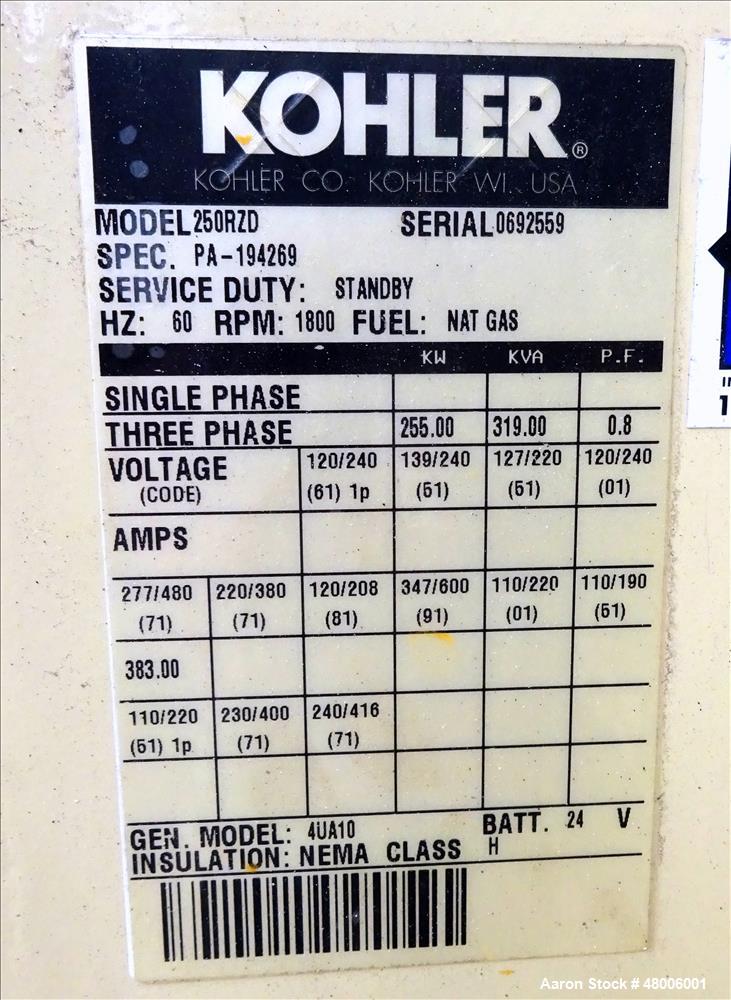 KOHLER®
KOHLER CO. KOHLER WI. USA
MODEL 250RZD SERIAL 0692559
SPEC. PA-194269
SERVICE DUTY: STANDBY
HZ: 60 RPM: 1800 FUEL: NAT GAS
KW KVA P.F.
SINGLE PHASE
THREE PHASE 255.00 319.00 0.8
VOLTAGE 120/240 139/240 127/220 120/240
(CODE) (61) 1p (51) (51) (01)
AMPS
277/480 220/380 120/208 347/600 110/220 110/190
(71) (71) (81) (91) (01) (51)
383.00
110/220 230/400 240/416
(51) 1p (71) (71)
GEN. MODEL: 4UA10 BATT. 24 V
INSULATION: NEMA CLASS H
Aaron Stock # 48006001